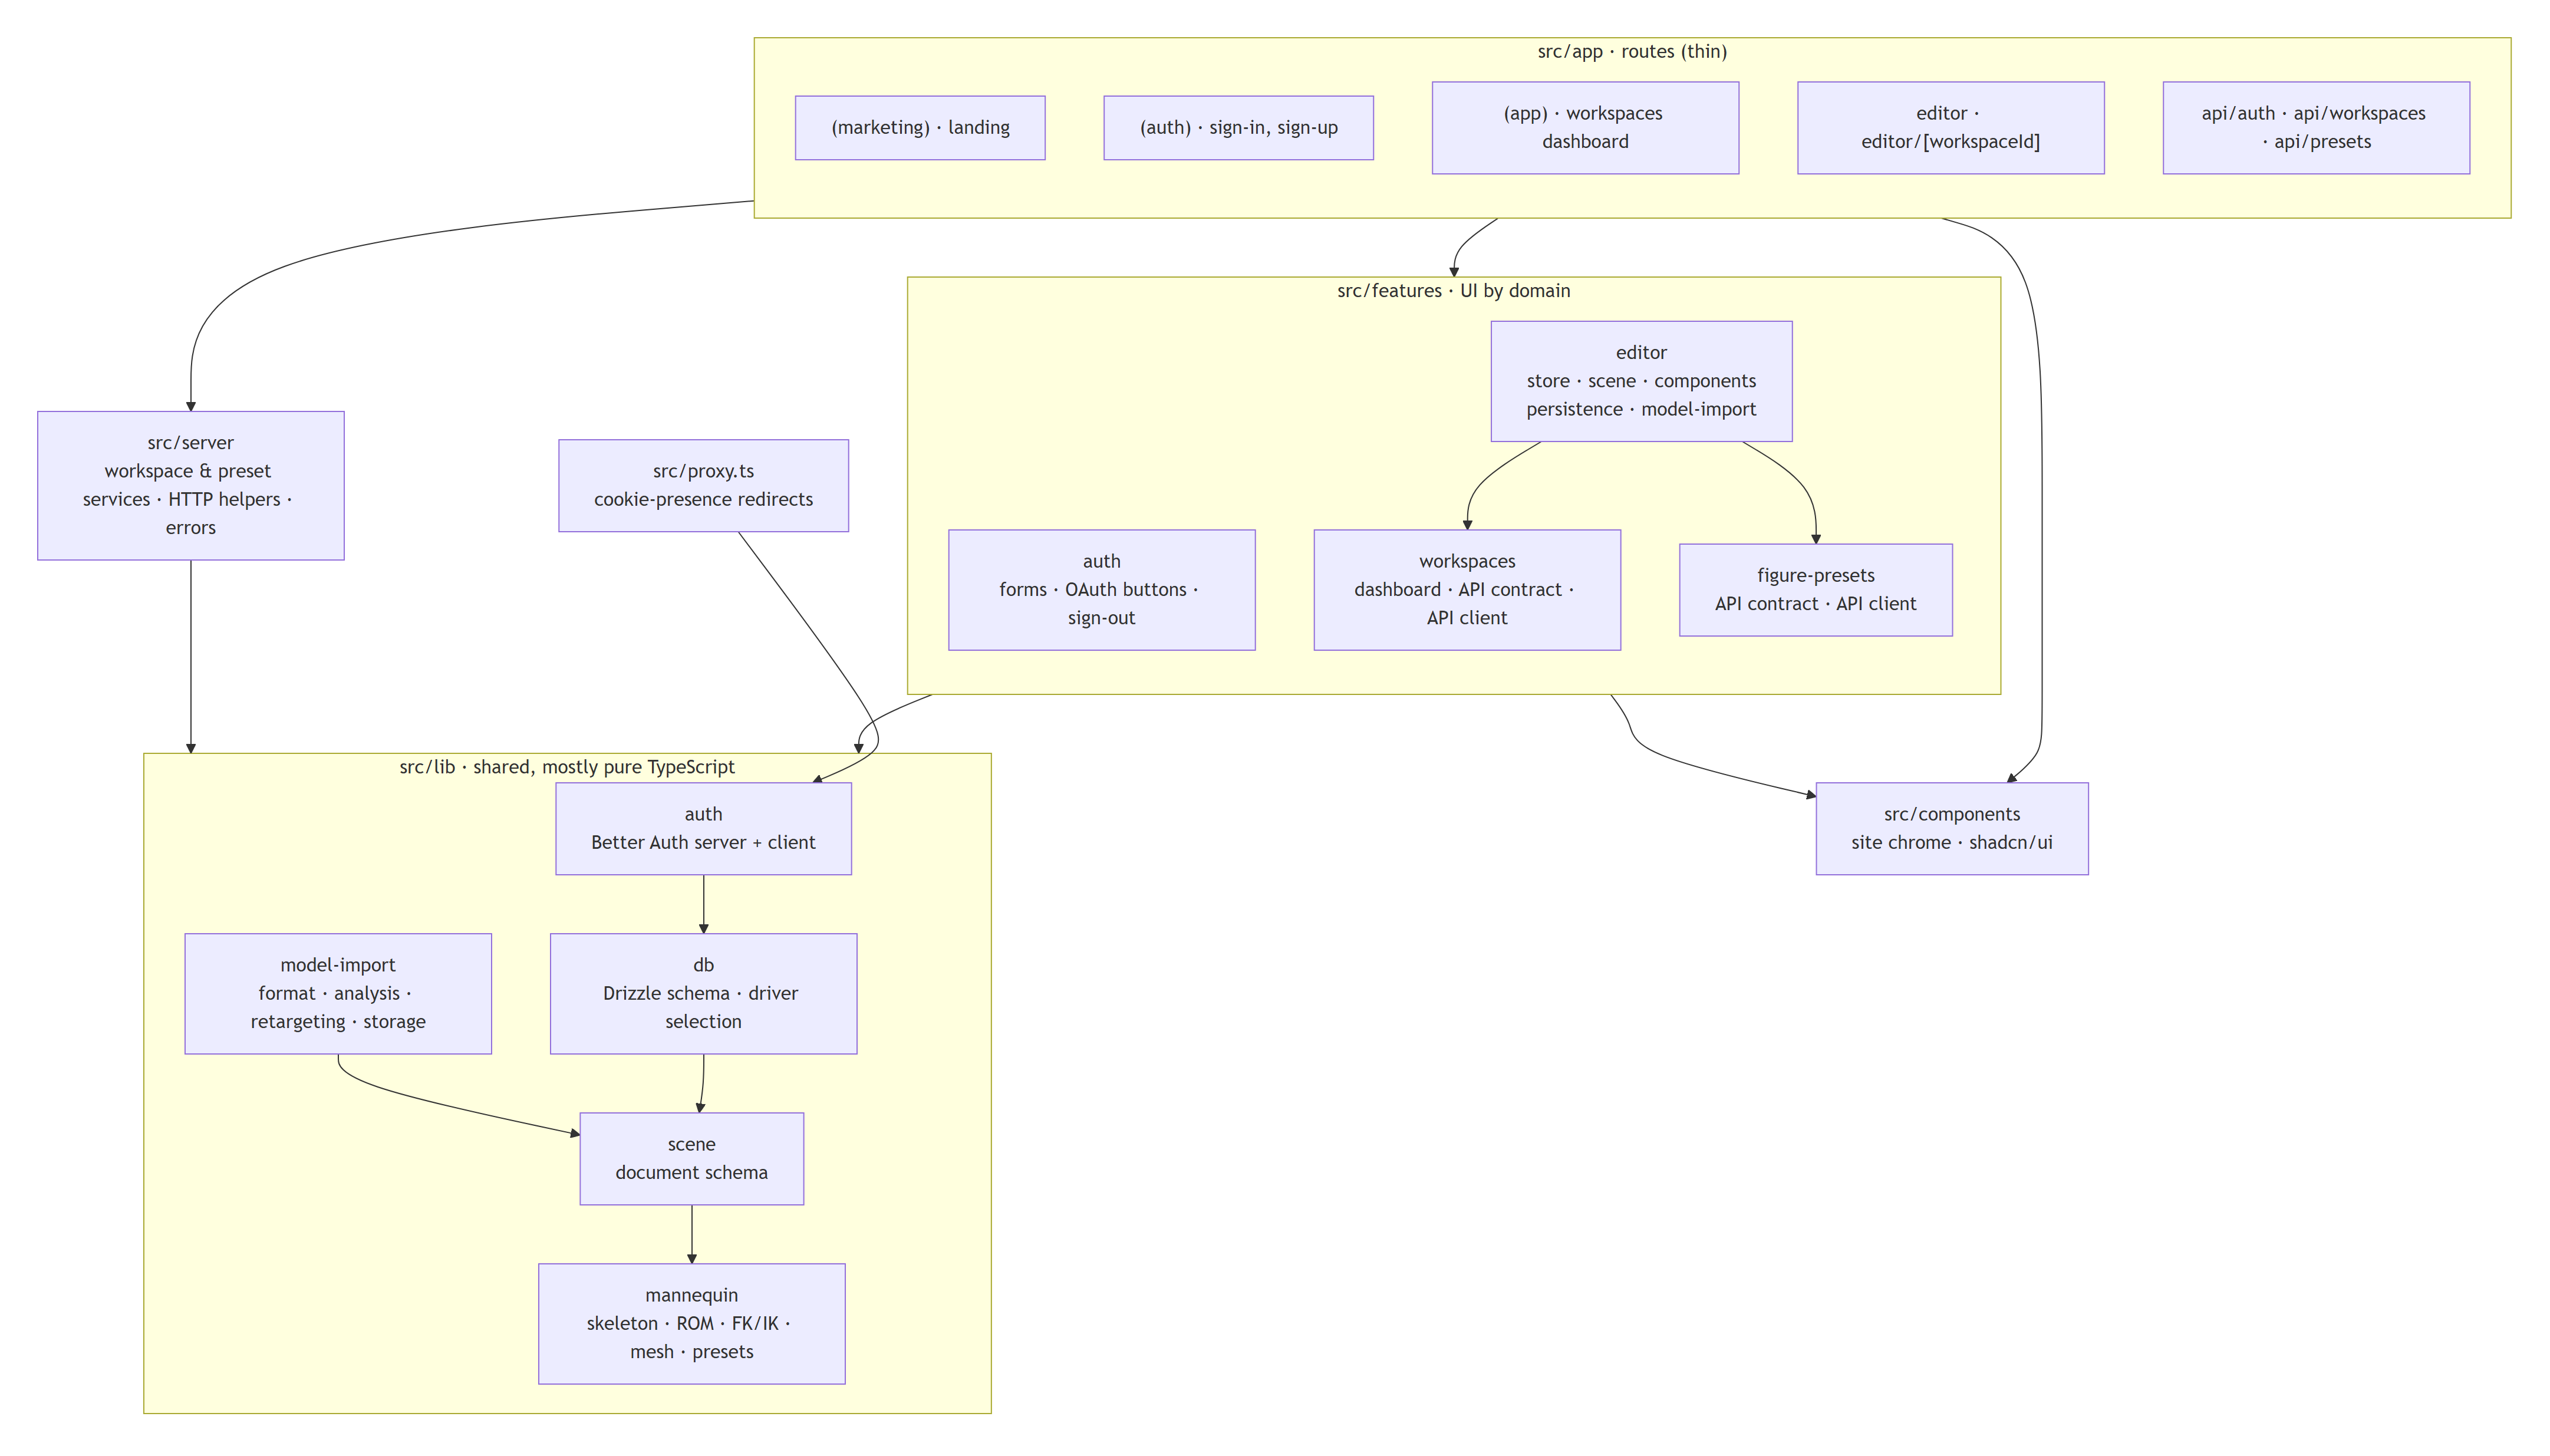 src/app · routes (thin)
(marketing) · landing
(auth) · sign-in, sign-up
(app) · workspaces
dashboard
editor ·
editor/[workspaceId]
api/auth · api/workspaces
· api/presets
src/features · UI by domain
editor
store · scene · components
persistence · model-import
src/server
workspace & preset
services · HTTP helpers ·
errors
src/proxy.ts
cookie-presence redirects
auth
forms · OAuth buttons ·
sign-out
workspaces
dashboard · API contract ·
API client
figure-presets
API contract · API client
src/lib · shared, mostly pure TypeScript
auth
Better Auth server + client
src/components
site chrome · shadcn/ui
model-import
format · analysis ·
retargeting · storage
db
Drizzle schema · driver
selection
scene
document schema
mannequin
skeleton · ROM · FK/IK ·
mesh · presets